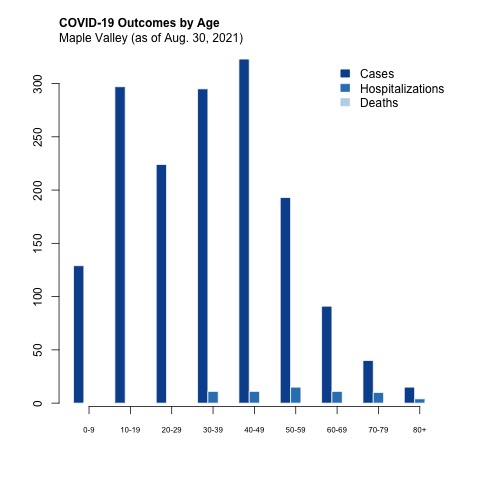 COVID-19 Outcomes by Age
Maple Valley (as of Aug. 30, 2021)
Cases
Hospitalizations
Deaths
300
250
200
150
100
50
0
0-9 10-19 20-29 30-39 40-49 50-59 60-69 70-79 80+